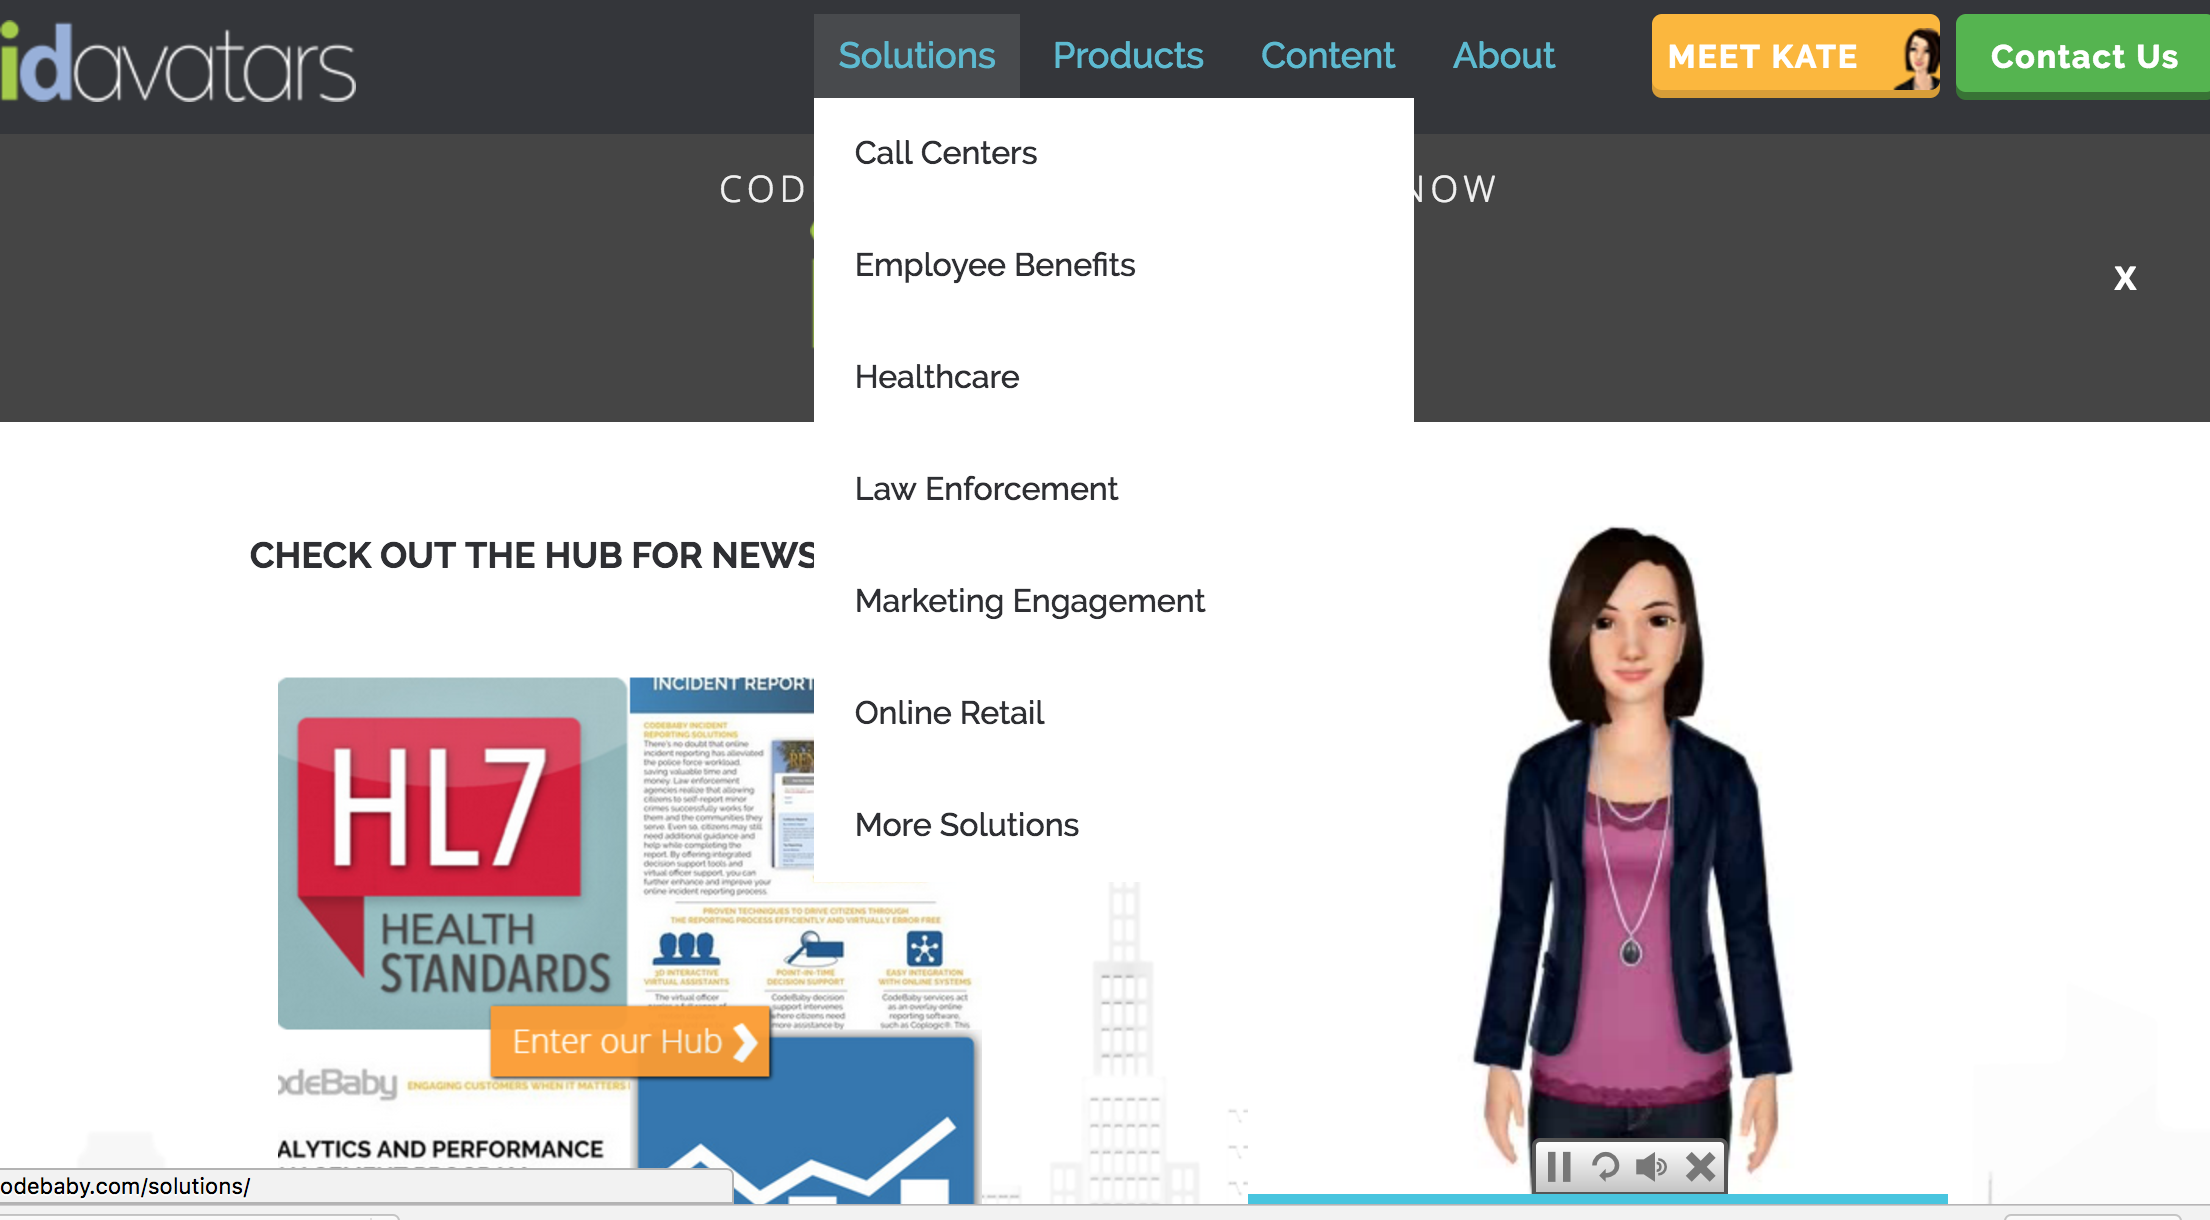 idavatars
Solutions
Products
Content
About
MEET KATE
Contact Us
Call Centers
Employee Benefits
Healthcare
Law Enforcement
Marketing Engagement
Online Retail
More Solutions
COD
NOW
X
CHECK OUT THE HUB FOR NEWS
HL7
HEALTH
STANDARDS
INCIDENT REPORT
CODEBABY INCIDENT
REPORTING SOLUTIONS
There's no doubt that online
incident reporting has alleviated
the police force workload,
saving valuable time and
money. Law enforcement
agencies realize that allowing
citizens to self-report minor
crimes successfully works for
them and the communities they
serve. Even so, citizens may still
need additional guidance and
help while completing the
report. By offering integrated
decision support tools and
virtual officer support, you can
further enhance and improve your
online incident reporting process.
PROVEN TECHNIQUES TO DRIVE CITIZENS THROUGH
THE REPORTING PROCESS EFFICIENTLY AND VIRTUALLY ERROR FREE
3D INTERACTIVE
VIRTUAL ASSISTANTS
The virtual officer
POINT-IN-TIME
DECISION SUPPORT
CodeBaby decision
support intervenes
where citizens need
more assistance by
EASY INTEGRATION
WITH ONLINE SYSTEMS
CodeBaby services act
as an overlay online
reporting software,
such as Coplogic®. This
Enter our Hub
odeBaby
ENGAGING CUSTOMERS WHEN IT MATTERS
ALYTICS AND PERFORMANCE
odebaby.com/solutions/